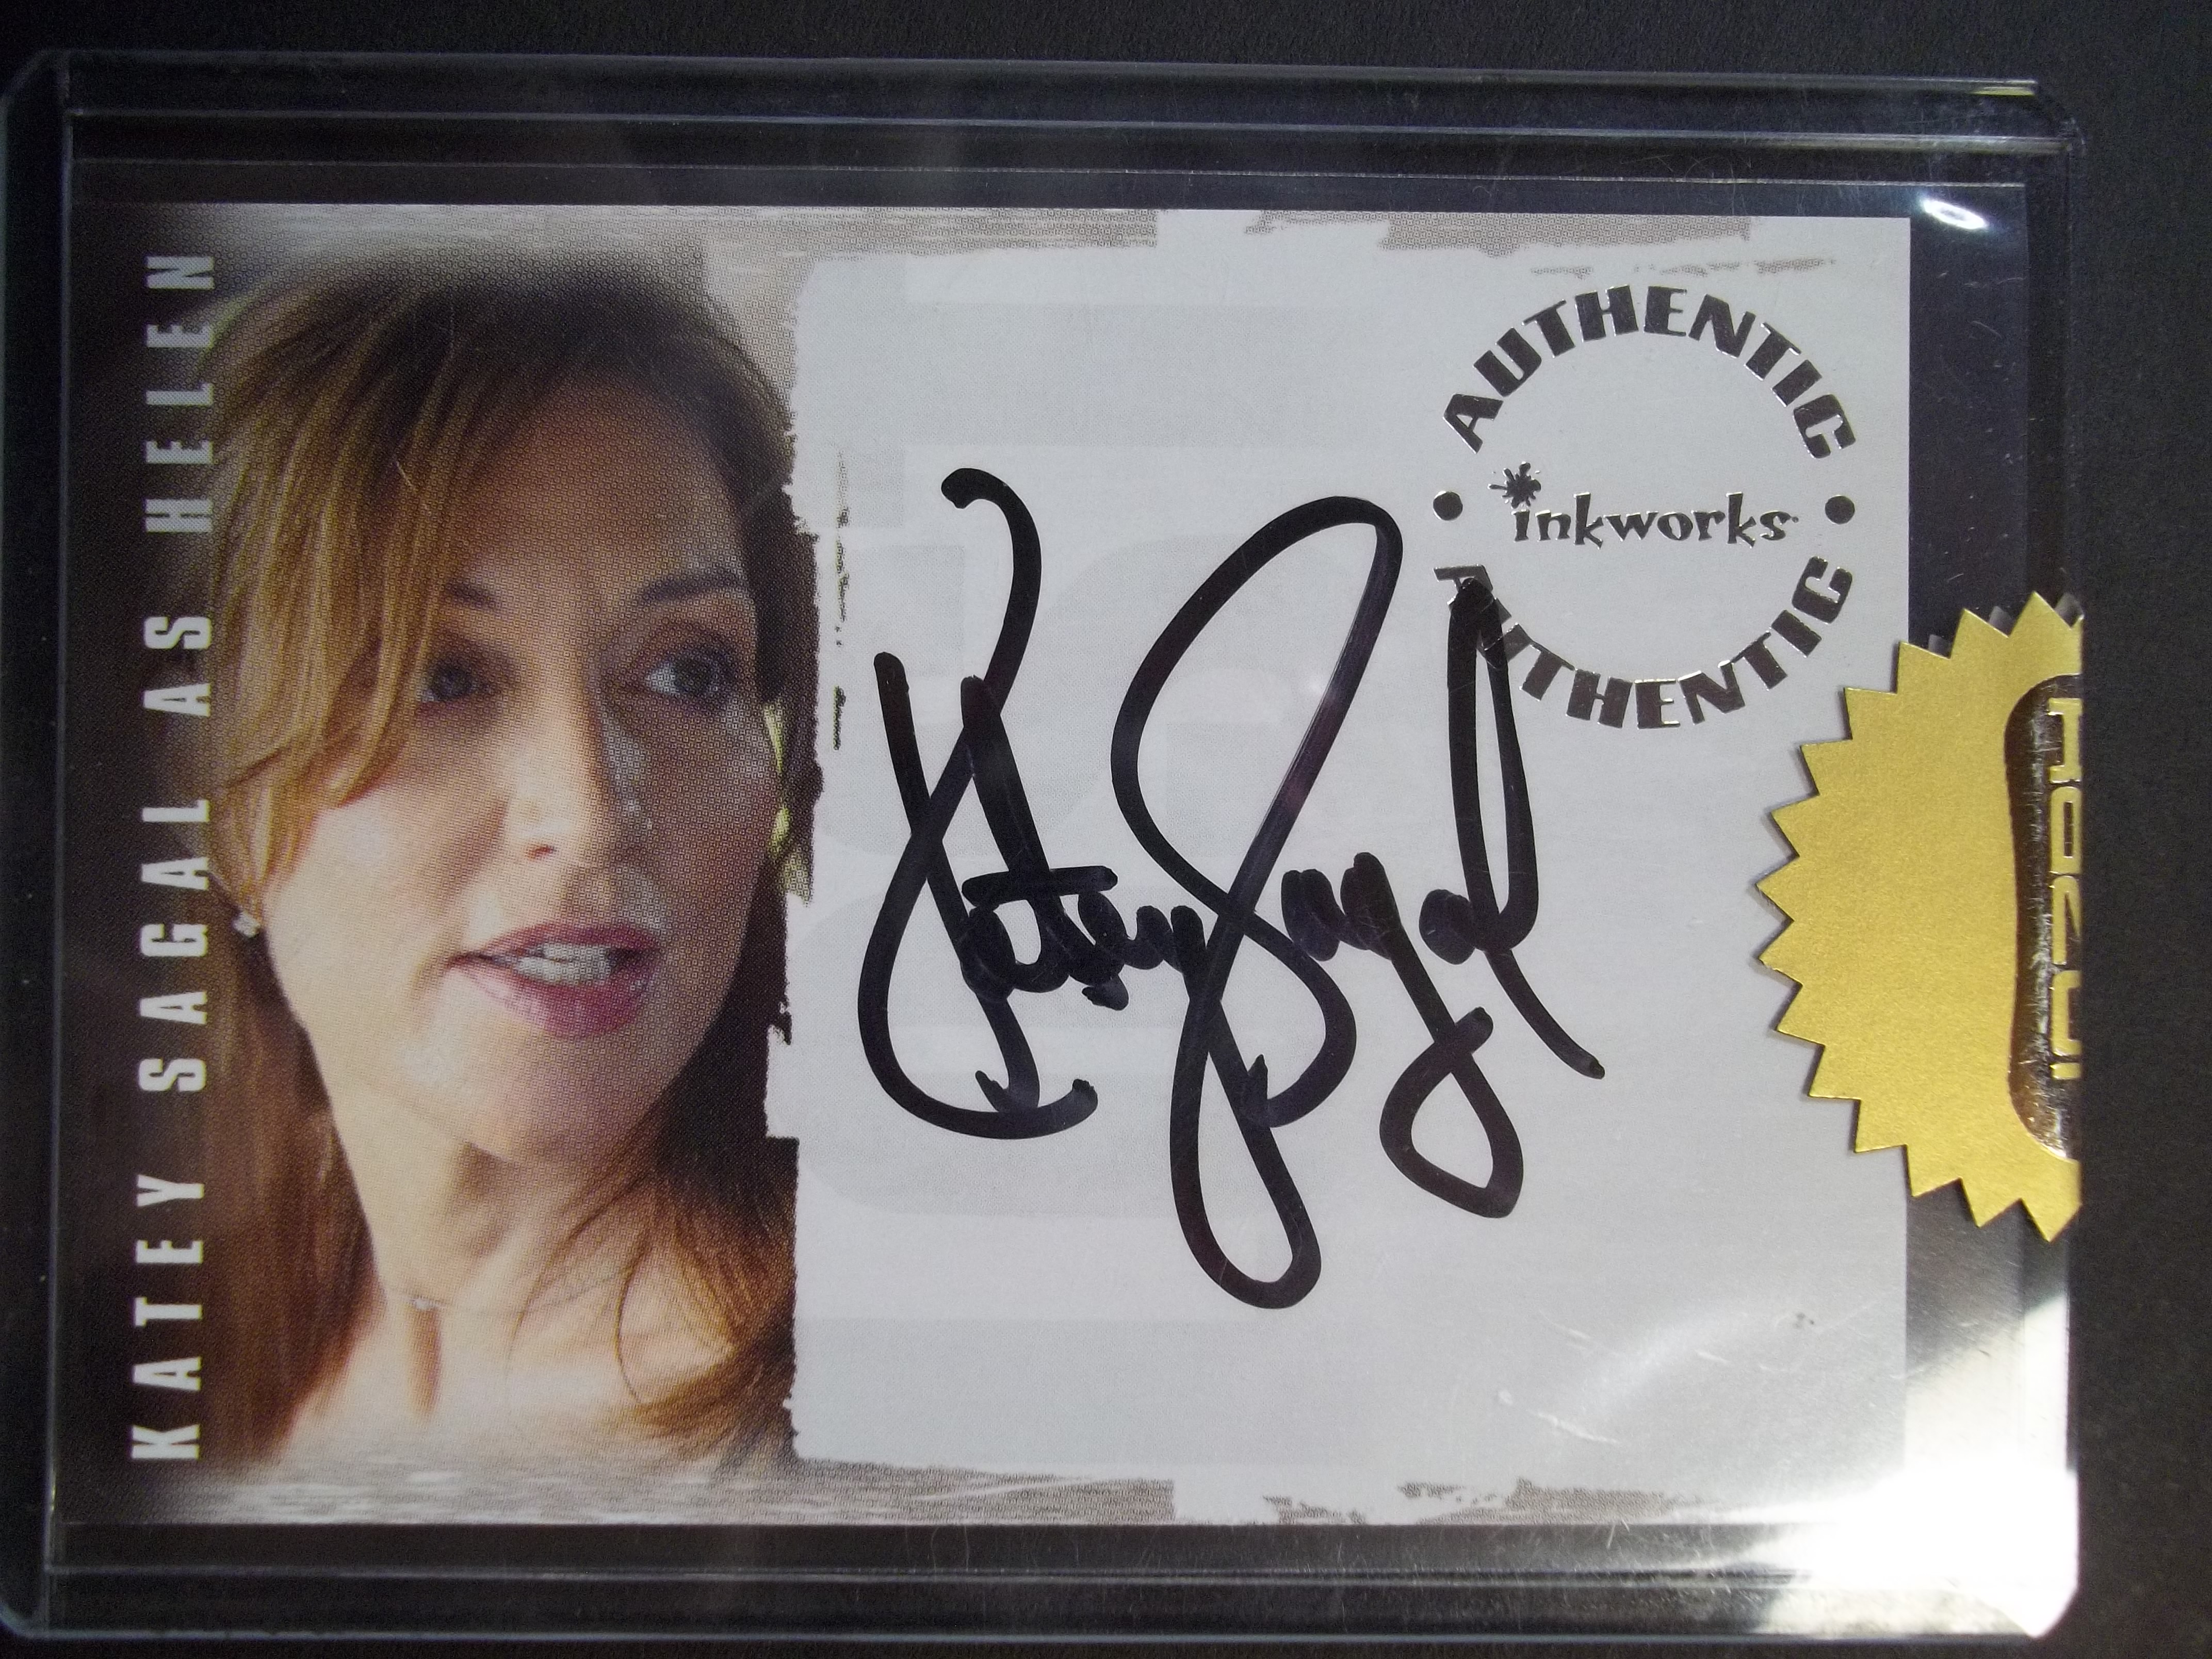 KATEY SAGAL AS HELEN
Katey Sagal
AUTHENTIC
inkworks
AUTHENTIC